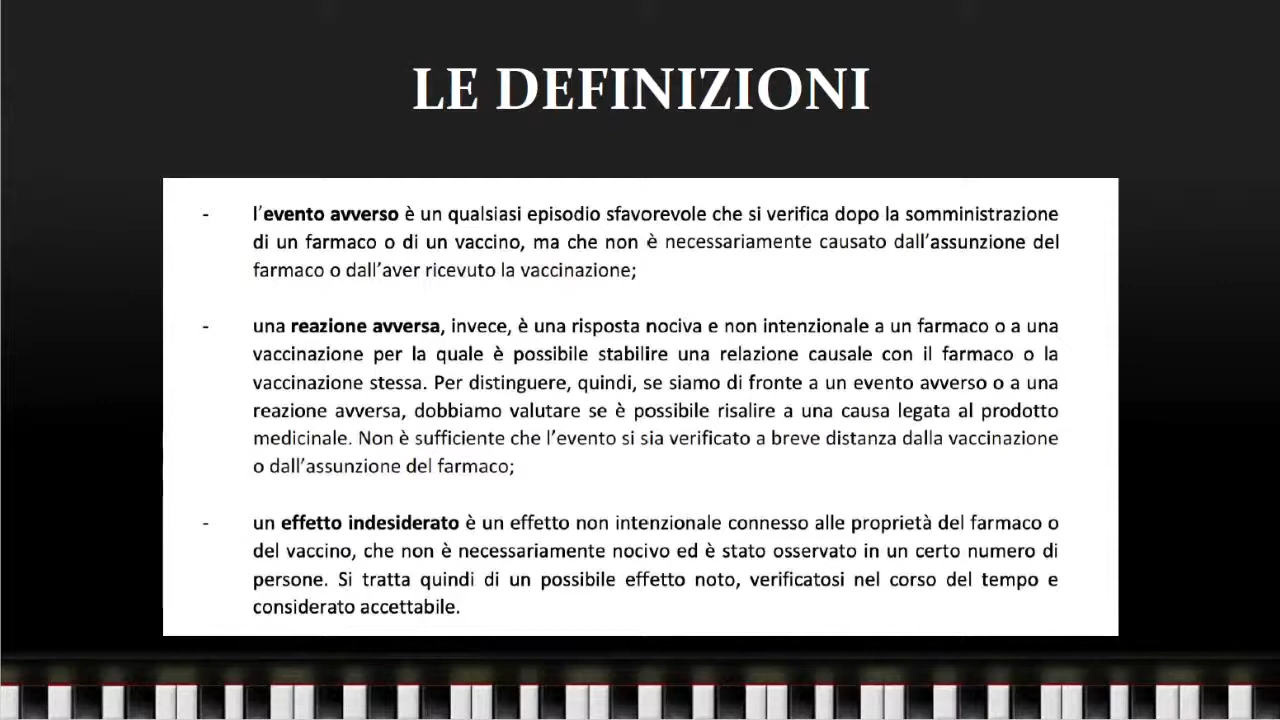 LE DEFINIZIONI
- l’evento avverso è un qualsiasi episodio sfavorevole che si verifica dopo la somministrazione
di un farmaco o di un vaccino, ma che non è necessariamente causato dall’assunzione del
farmaco o dall’aver ricevuto la vaccinazione;
- una reazione avversa, invece, è una risposta nociva e non intenzionale a un farmaco o a una
vaccinazione per la quale è possibile stabilire una relazione causale con il farmaco o la
vaccinazione stessa. Per distinguere, quindi, se siamo di fronte a un evento avverso o a una
reazione avversa, dobbiamo valutare se è possibile risalire a una causa legata al prodotto
medicinale. Non è sufficiente che l’evento si sia verificato a breve distanza dalla vaccinazione
o dall’assunzione del farmaco;
- un effetto indesiderato è un effetto non intenzionale connesso alle proprietà del farmaco o
del vaccino, che non è necessariamente nocivo ed è stato osservato in un certo numero di
persone. Si tratta quindi di un possibile effetto noto, verificatosi nel corso del tempo e
considerato accettabile.